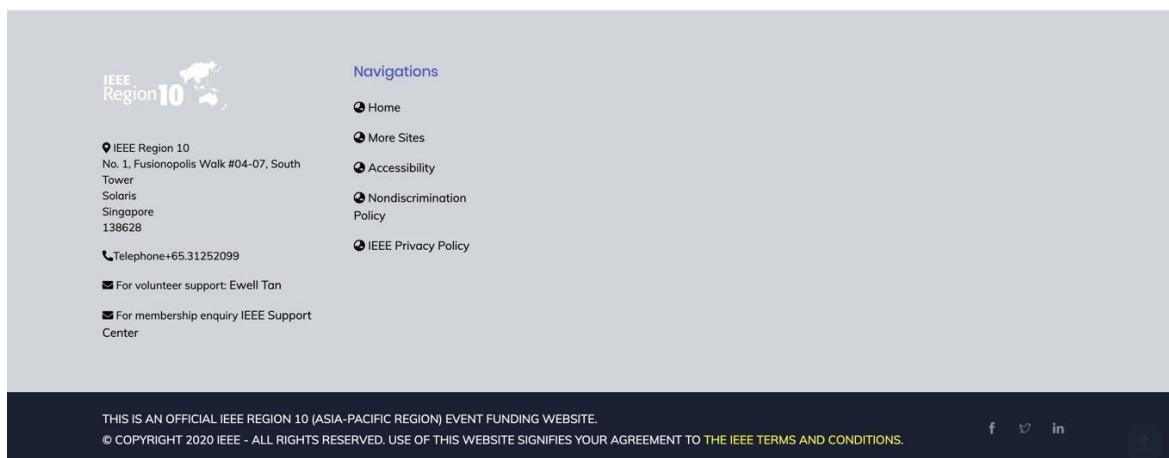 IEEE
Region 10
IEEE Region 10
No. 1, Fusionopolis Walk #04-07, South
Tower
Solaris
Singapore
138628
Telephone+65.31252099
For volunteer support: Ewell Tan
For membership enquiry IEEE Support
Center
Navigations
Home
More Sites
Accessibility
Nondiscrimination
Policy
IEEE Privacy Policy
THIS IS AN OFFICIAL IEEE REGION 10 (ASIA-PACIFIC REGION) EVENT FUNDING WEBSITE.
© COPYRIGHT 2020 IEEE - ALL RIGHTS RESERVED. USE OF THIS WEBSITE SIGNIFIES YOUR AGREEMENT TO THE IEEE TERMS AND CONDITIONS.